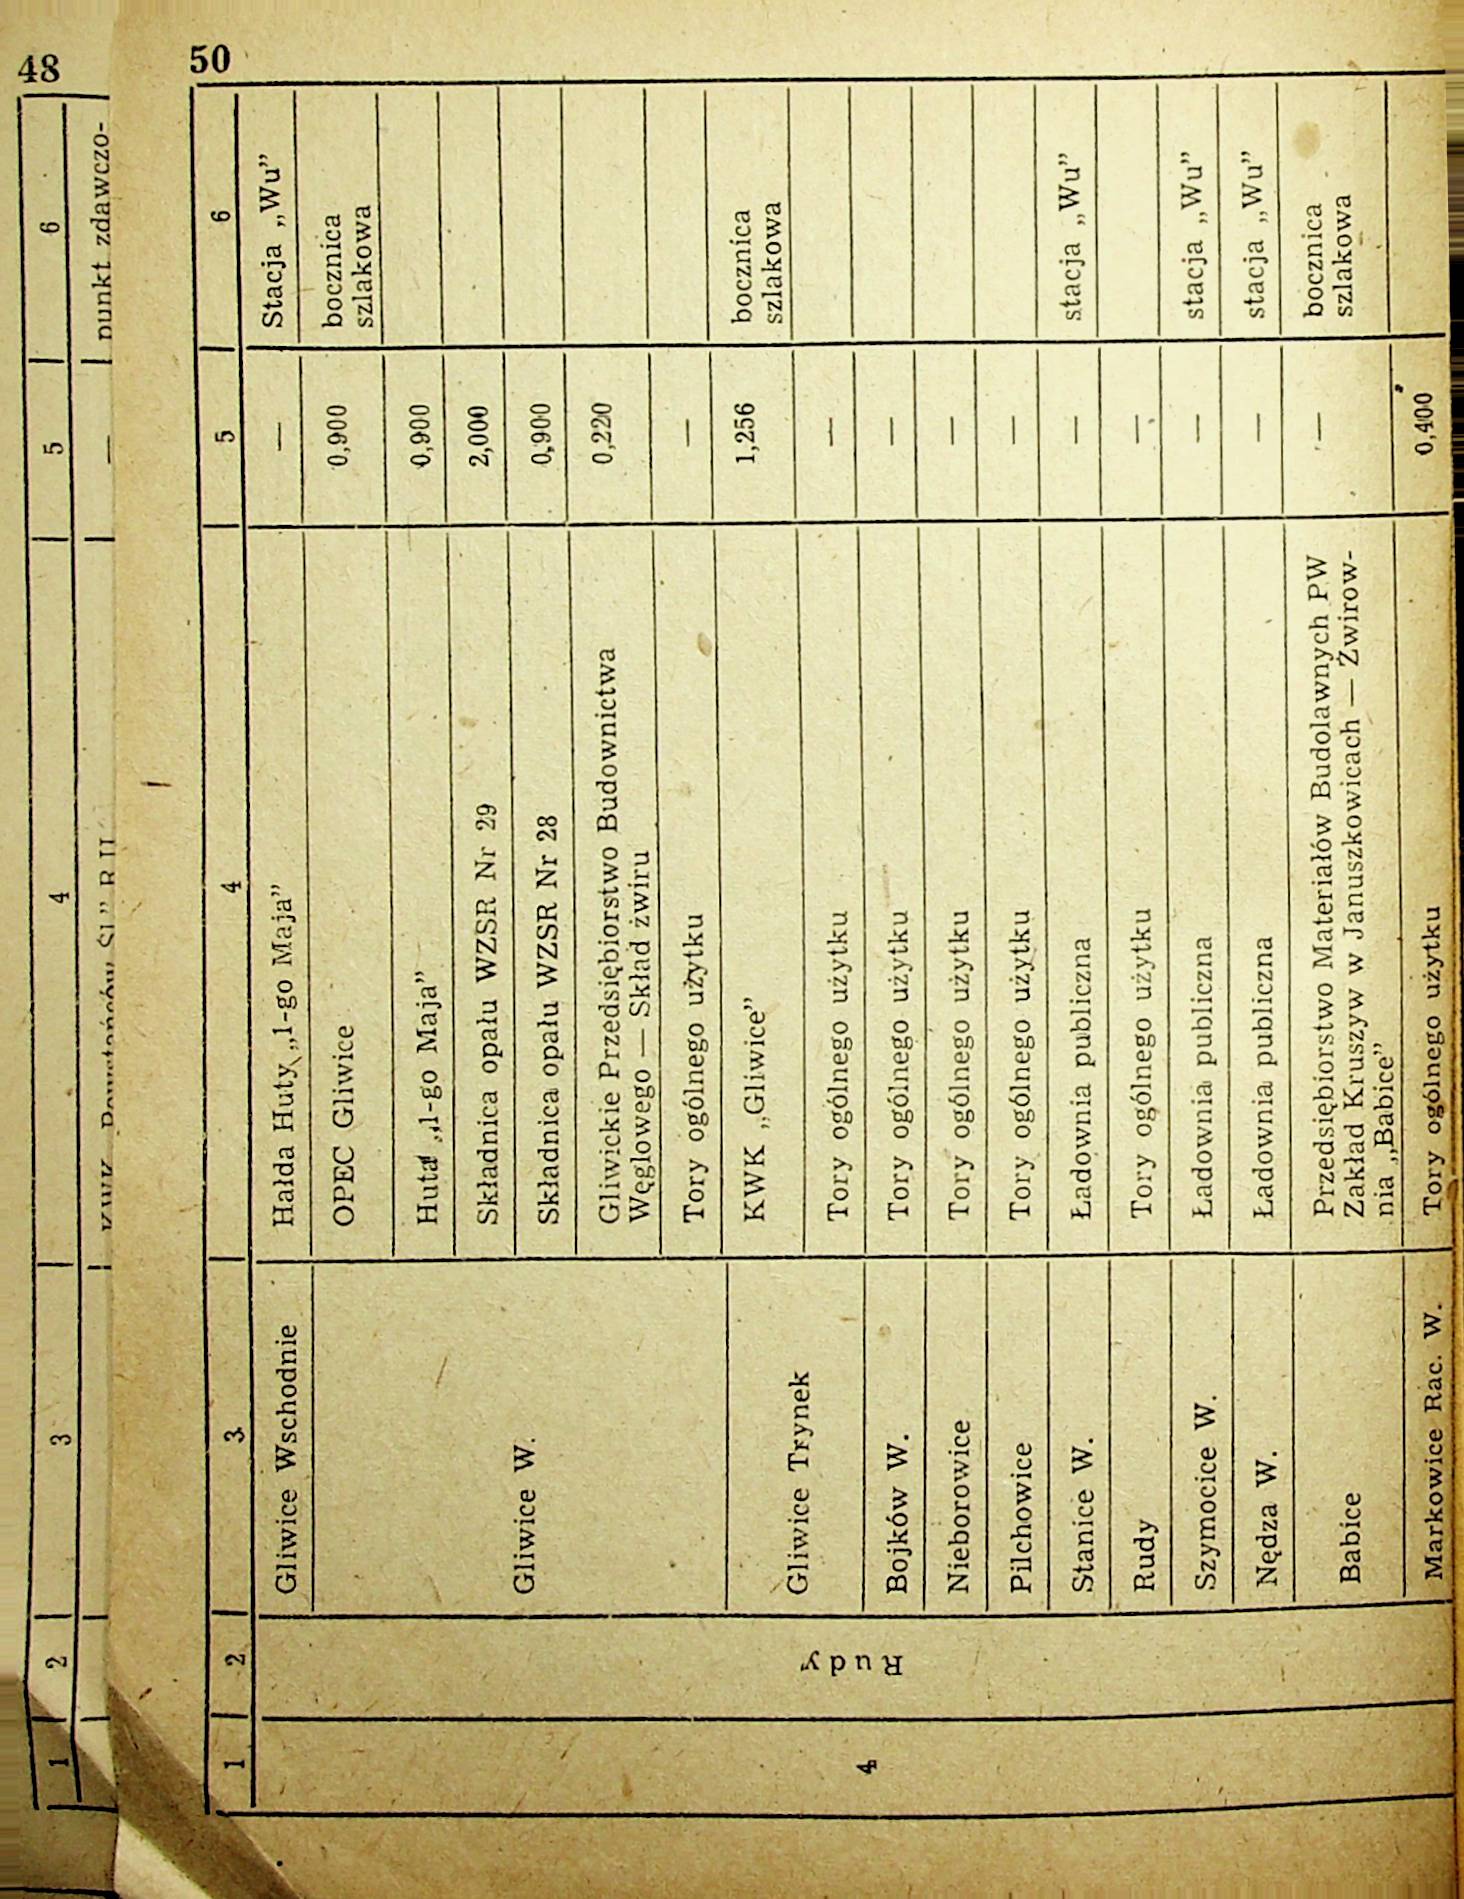 48
1 2 3 4 5 6
— punkt zdawczo-
50
1 2 3 4 5 6
4 Rudy
Gliwice Wschodnie Hałda Huty „1-go Maja” — Stacja „Wu”
Gliwice W. OPEC Gliwice 0,900 bocznica
szlakowa
Huta „1-go Maja” 0,900
Składnica opału WZSR Nr 29 2,000
Składnica opału WZSR Nr 28 0,900
Gliwickie Przedsiębiorstwo Budownictwa 0,220
Węglowego — Skład żwiru
Tory ogólnego użytku —
Gliwice Trynek KWK „Gliwice” 1,256 bocznica
szlakowa
Tory ogólnego użytku —
Bojków W. Tory ogólnego użytku —
Nieborowice Tory ogólnego użytku —
Pilchowice Tory ogólnego użytku —
Stanice W. Ładownia publiczna — stacja „Wu”
Rudy Tory ogólnego użytku —
Szymocice W. Ładownia publiczna — stacja „Wu”
Nędza W. Ładownia publiczna — stacja „Wu”
Babice Przedsiębiorstwo Materiałów Budolawnych PW — bocznica
Zakład Kruszyw w Januszkowicach — Żwirow- szlakowa
nia „Babice”
Markowice Rac. W. Tory ogólnego użytku 0,400